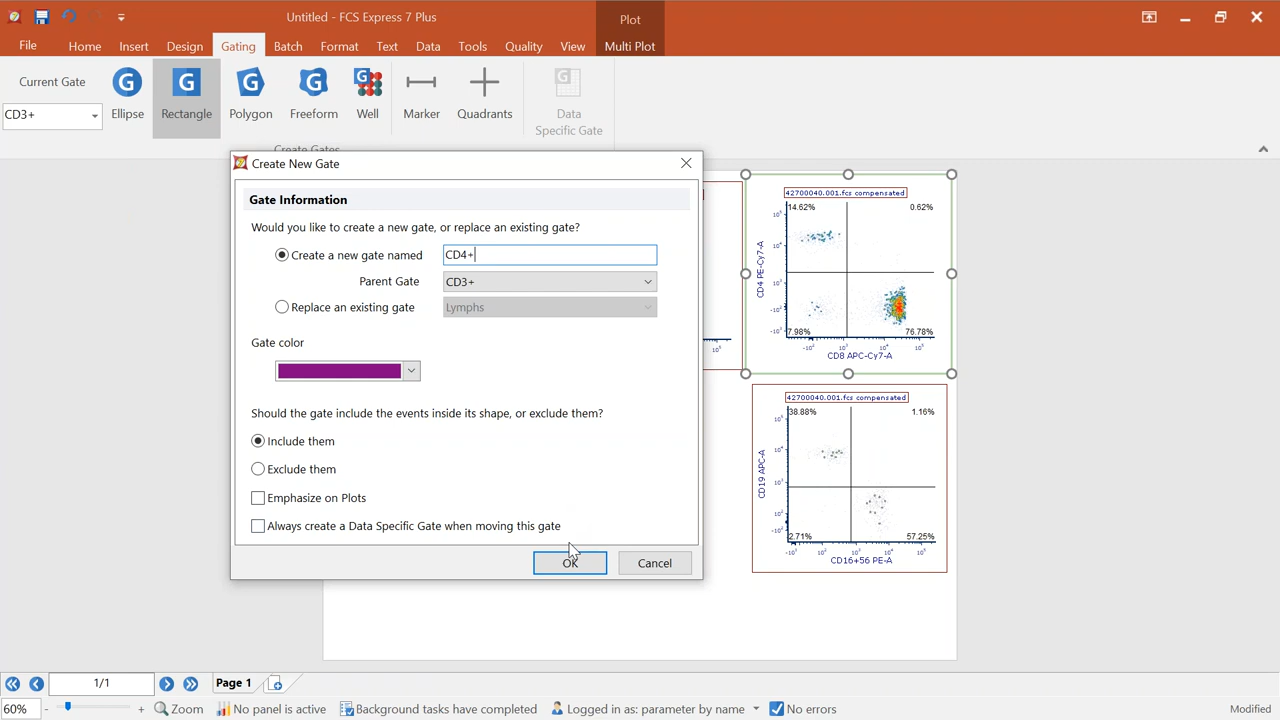 Untitled - FCS Express 7 Plus
Plot
File Home Insert Design Gating Batch Format Text Data Tools Quality View Multi Plot
Current Gate
CD3+
Ellipse
Rectangle
Polygon
Freeform
Well
Marker
Quadrants
Data
Specific Gate
Create Gates
Create New Gate
Gate Information
Would you like to create a new gate, or replace an existing gate?
Create a new gate named CD4+
Parent Gate CD3+
Replace an existing gate Lymphs
Gate color
Should the gate include the events inside its shape, or exclude them?
Include them
Exclude them
Emphasize on Plots
Always create a Data Specific Gate when moving this gate
OK Cancel
42700040.001.fcs compensated
14.62% 0.62%
CD4 PE-Cy7-A
7.98% 76.78%
CD8 APC-Cy7-A
42700040.001.fcs compensated
38.88% 1.16%
CD19 APC-A
2.71% 57.25%
CD16+56 PE-A
1/1 Page 1
60% - + Zoom No panel is active Background tasks have completed Logged in as: parameter by name No errors Modified